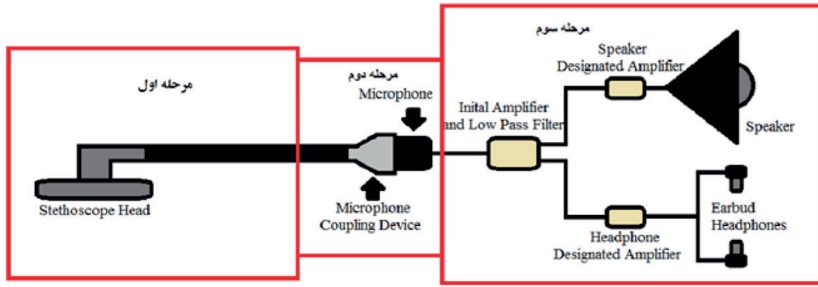 مرحله اول
Stethoscope Head
مرحله دوم
Microphone
Microphone
Coupling Device
مرحله سوم
Inital Amplifier
and Low Pass Filter
Speaker
Designated Amplifier
Speaker
Headphone
Designated Amplifier
Earbud
Headphones